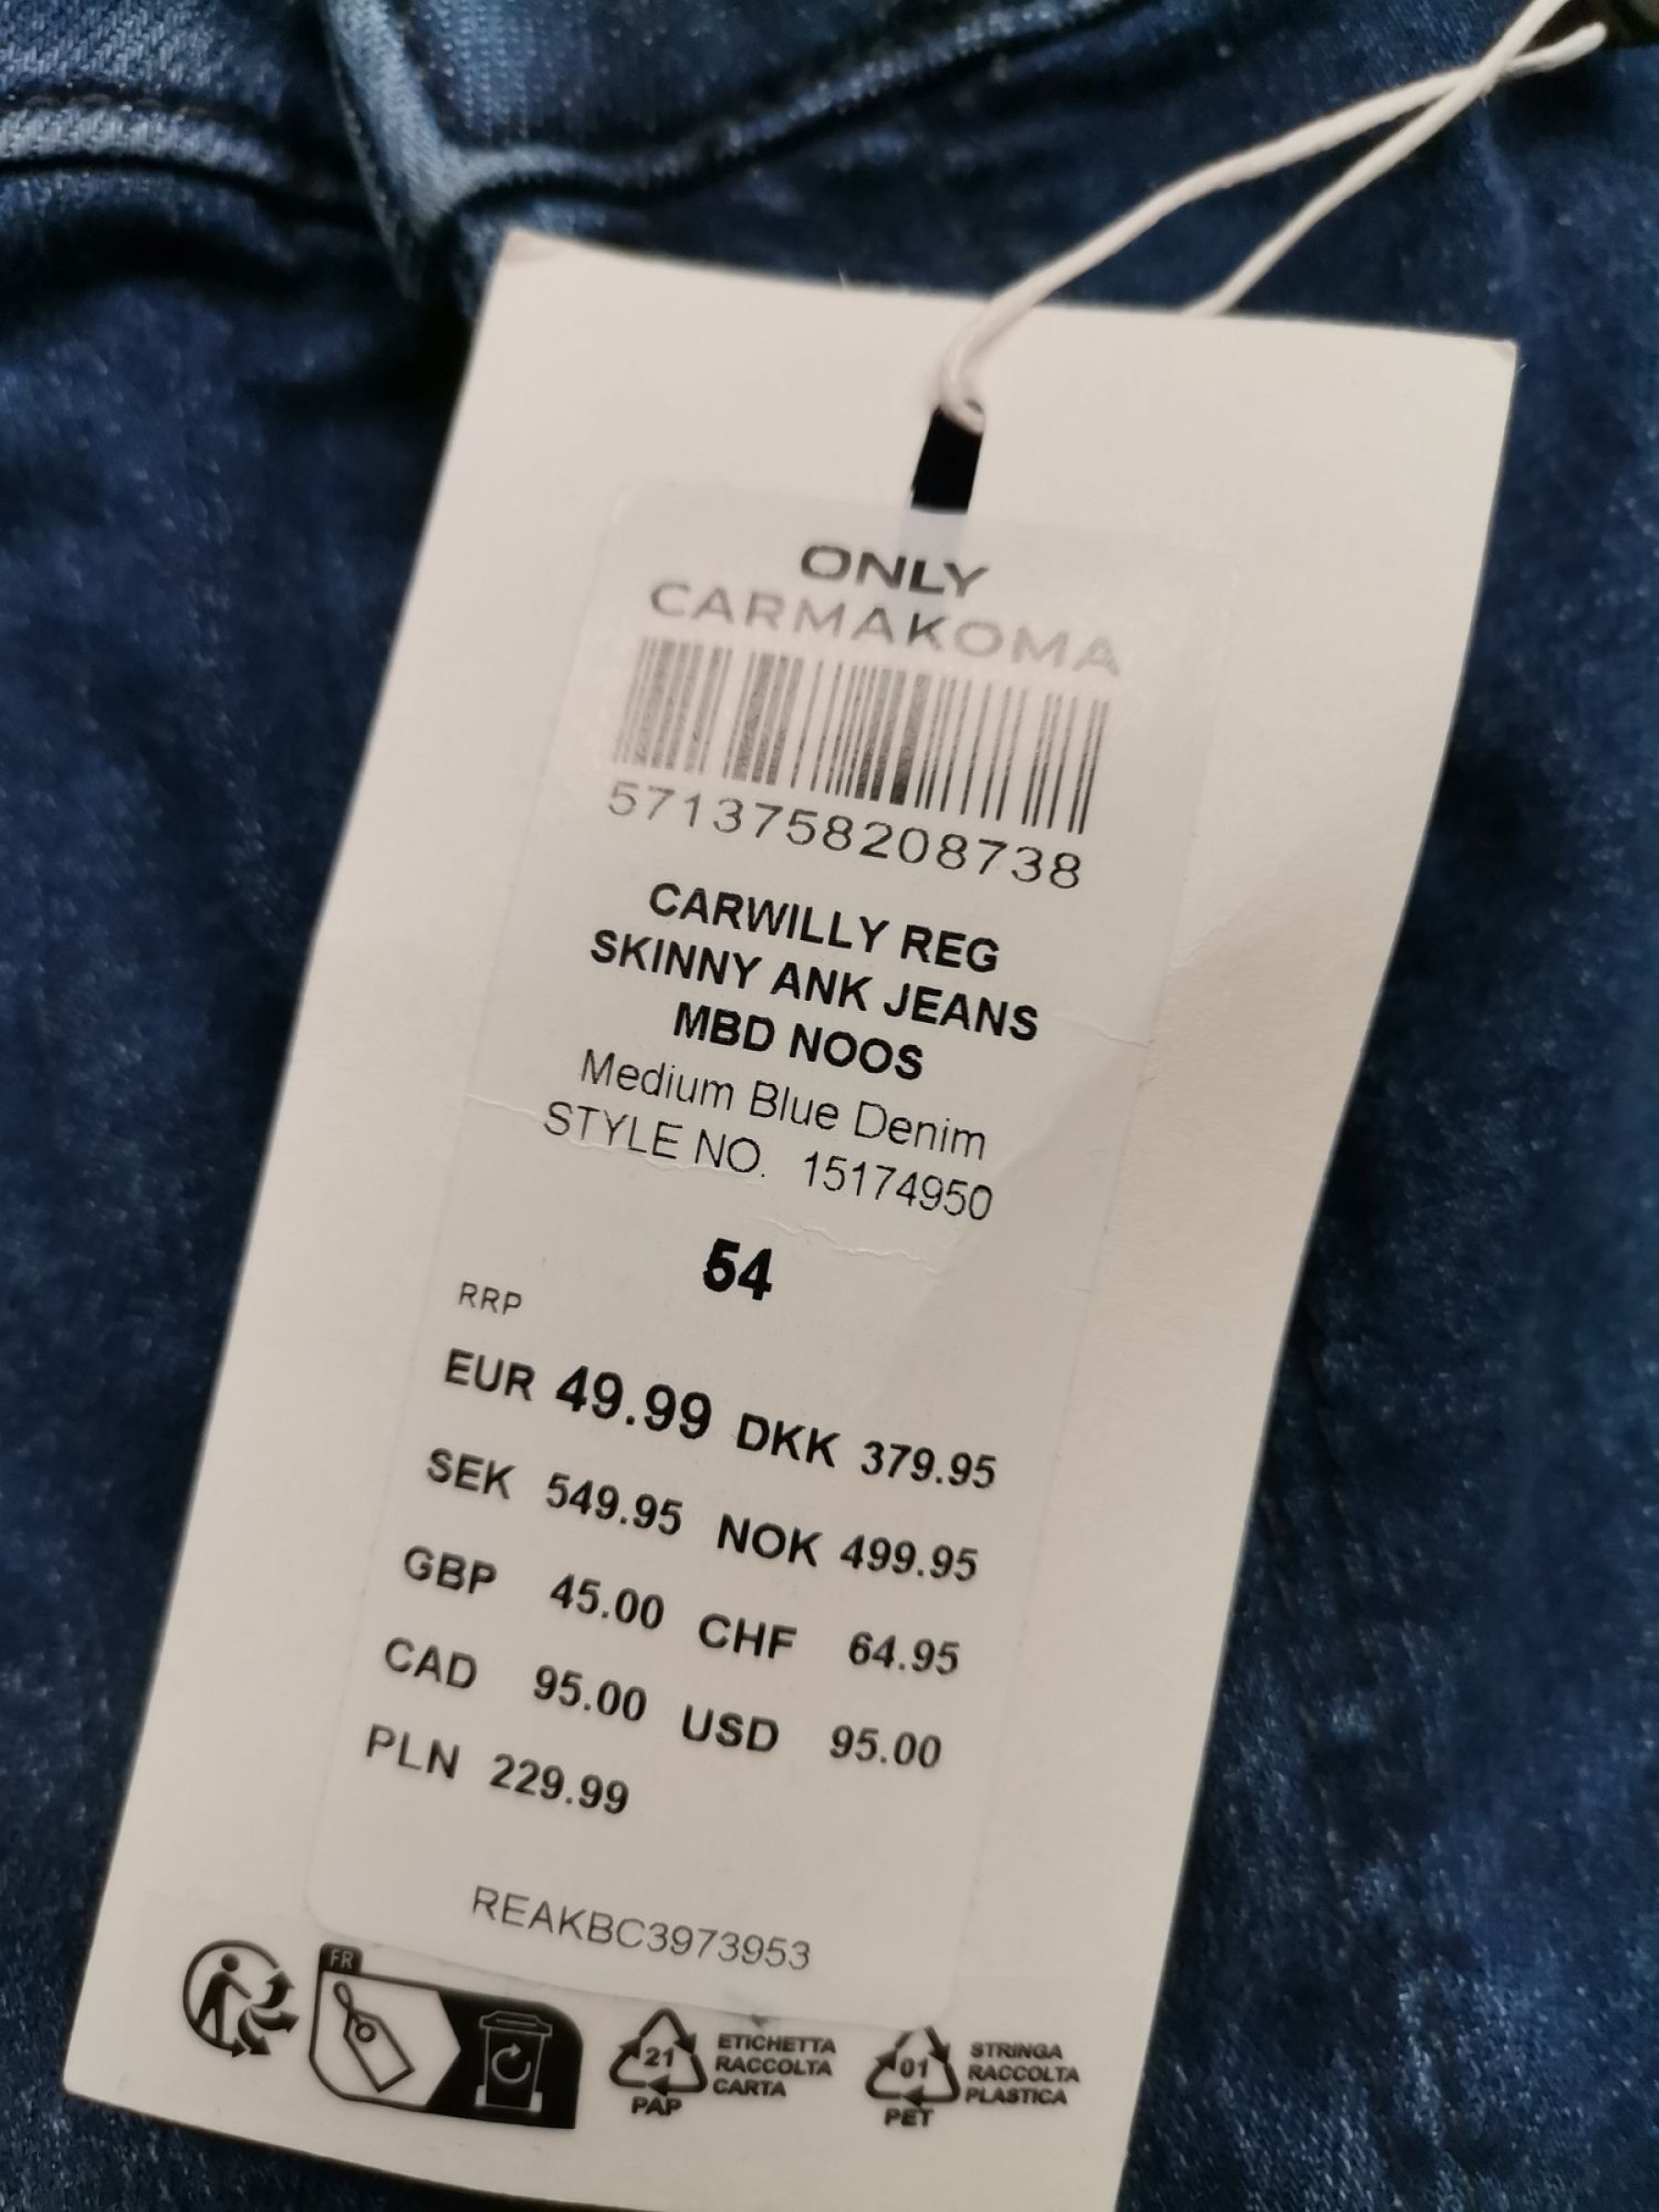 ONLY
CARMAKOMA
5713758208738
CARWILLY REG
SKINNY ANK JEANS
MBD NOOS
Medium Blue Denim
STYLE NO. 15174950
54
RRP
EUR 49.99 DKK 379.95
SEK 549.95 NOK 499.95
GBP 45.00 CHF 64.95
CAD 95.00 USD 95.00
PLN 229.99
REAKBC3973953
FR
21
PAP
ETICHETTA
RACCOLTA
CARTA
01
PET
STRINGA
RACCOLTA
PLASTICA